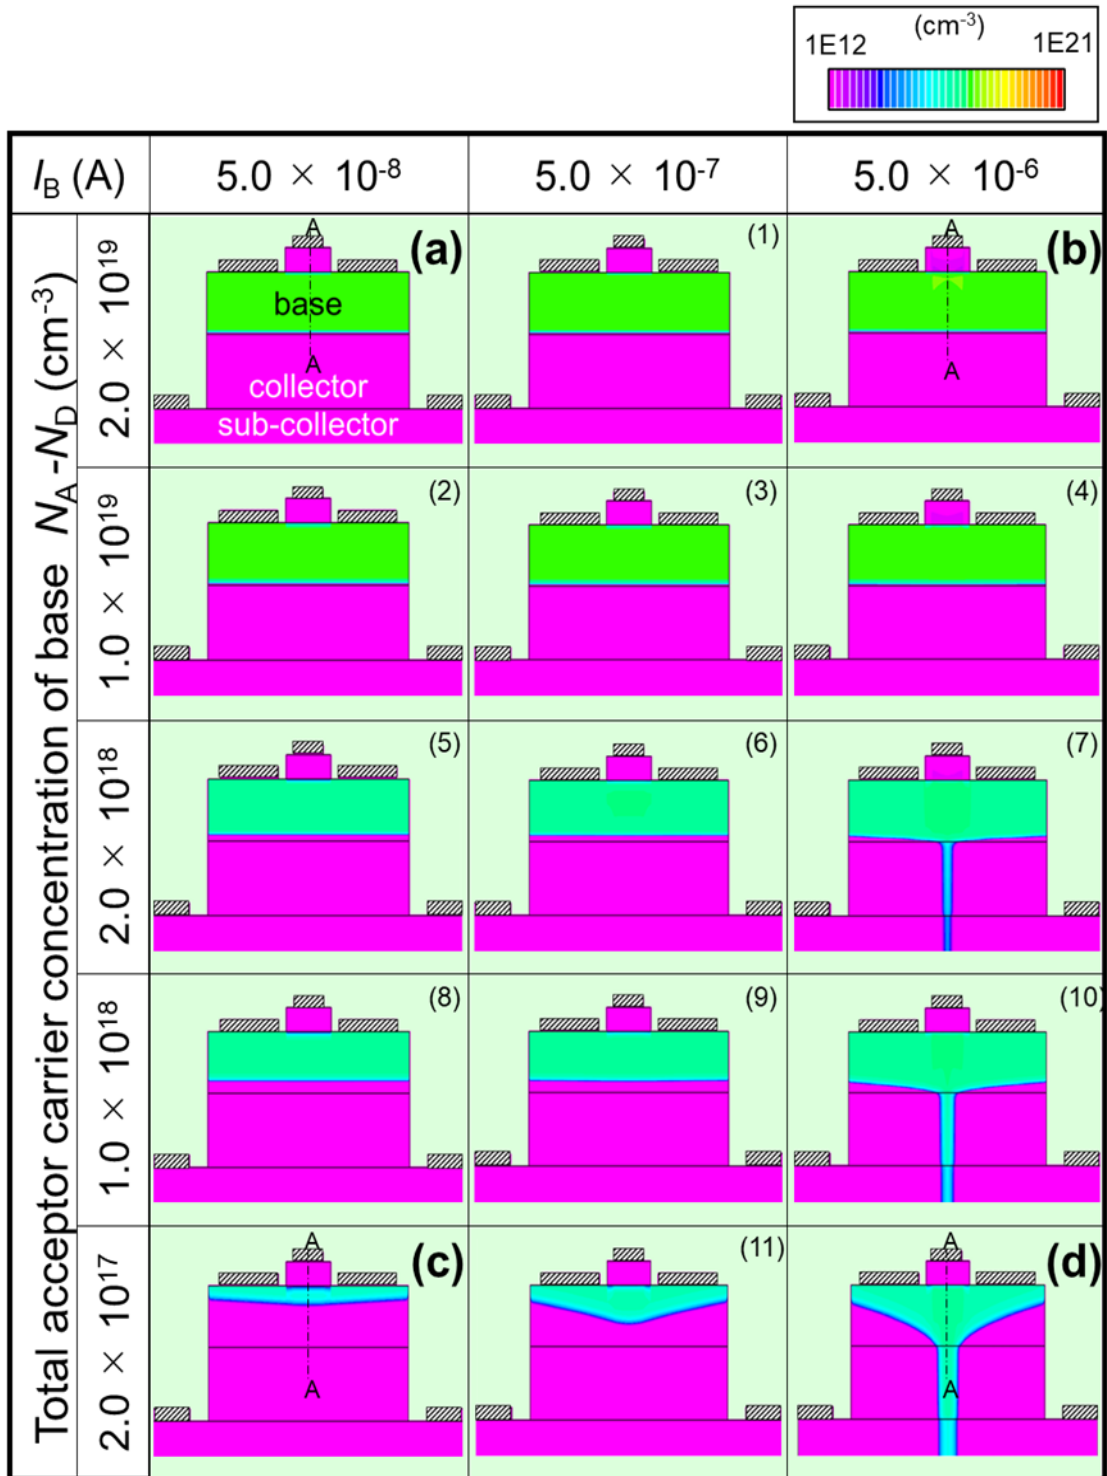 (cm⁻³)
1E12 1E21
I_B (A) 5.0 × 10⁻⁸ 5.0 × 10⁻⁷ 5.0 × 10⁻⁶
Total acceptor carrier concentration of base N_A-N_D (cm⁻³)
2.0 × 10¹⁹
A (a) (1) A (b)
base
A A
collector
sub-collector
1.0 × 10¹⁹
(2) (3) (4)
2.0 × 10¹⁸
(5) (6) (7)
1.0 × 10¹⁸
(8) (9) (10)
2.0 × 10¹⁷
A (c) (11) A (d)
A A